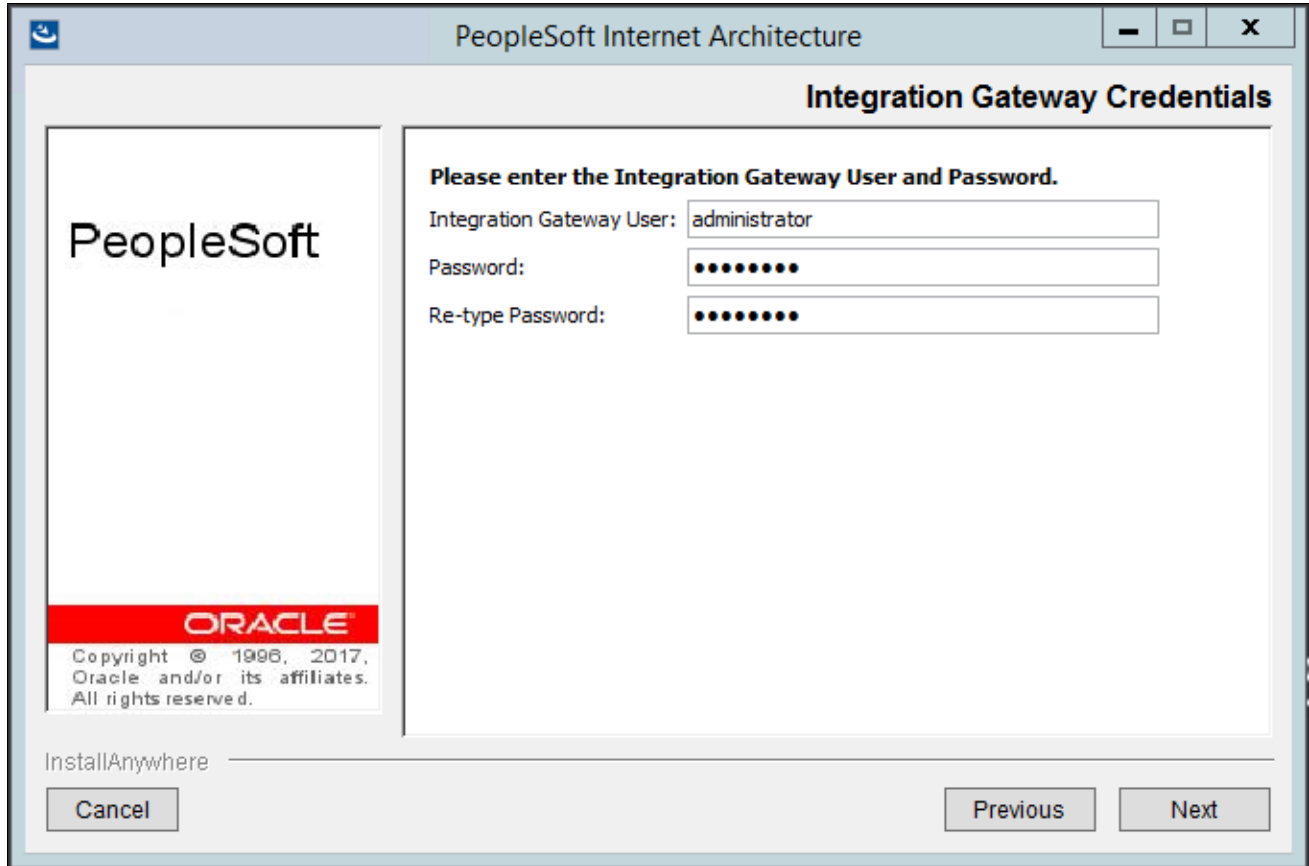 PeopleSoft Internet Architecture
Integration Gateway Credentials
PeopleSoft
ORACLE
Copyright © 1996, 2017,
Oracle and/or its affiliates.
All rights reserved.
Please enter the Integration Gateway User and Password.
Integration Gateway User: administrator
Password: ●●●●●●●●
Re-type Password: ●●●●●●●●
InstallAnywhere
Cancel Previous Next